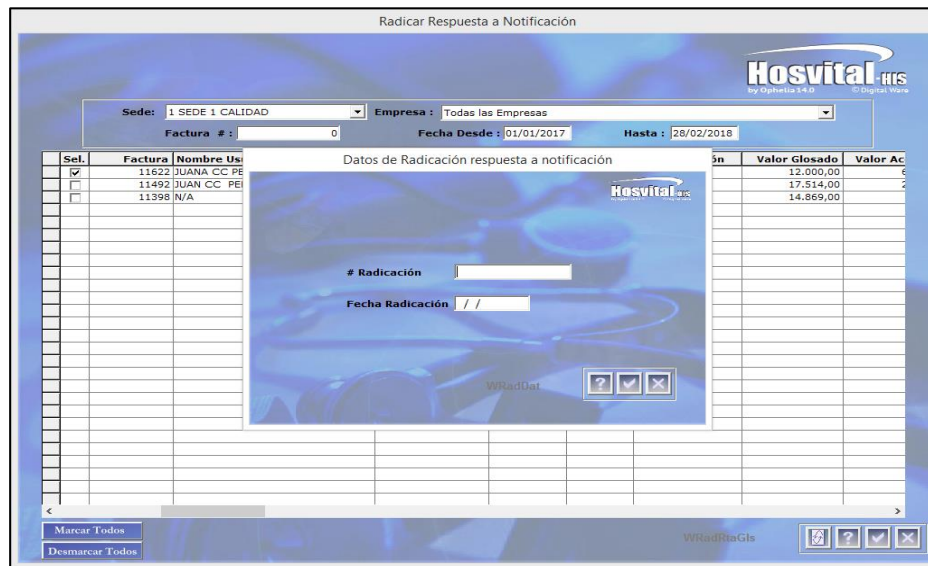 Radicar Respuesta a Notificación
Hosvital-HIS
by Ophelia 14.0 © Digital Ware
Sede: 1 SEDE 1 CALIDAD Empresa : Todas las Empresas
Factura # : 0 Fecha Desde : 01/01/2017 Hasta : 28/02/2018
Sel. Factura Nombre Us ón Valor Glosado Valor Ac
11622 JUANA CC PE 12.000,00 6
11492 JUAN CC PE 17.514,00 2
11398 N/A 14.869,00
Datos de Radicación respuesta a notificación
Hosvital-HIS
# Radicación
Fecha Radicación / /
WRadDat
?
Marcar Todos
Desmarcar Todos
WRadRtaGls
?